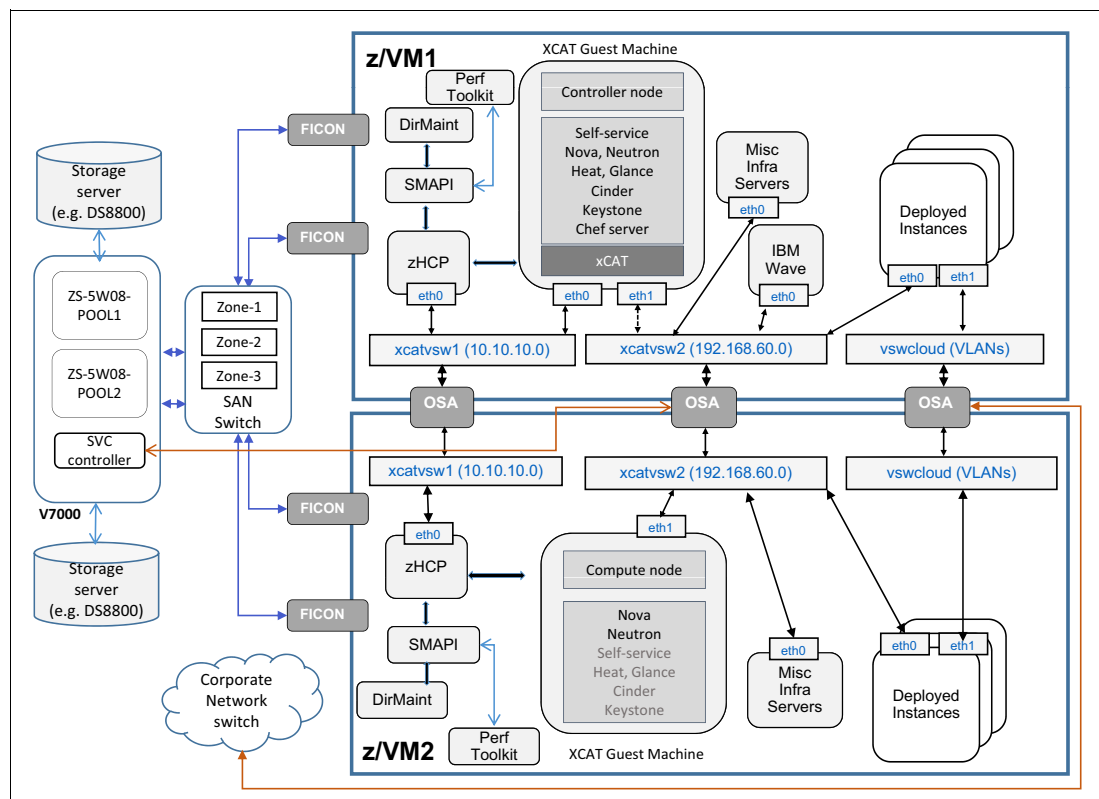 z/VM1
XCAT Guest Machine
Perf
Toolkit
DirMaint
SMAPI
zHCP
eth0
Controller node
Self-service
Nova, Neutron
Heat, Glance
Cinder
Keystone
Chef server
xCAT
eth0
eth1
Misc
Infra
Servers
eth0
IBM
Wave
eth0
Deployed
Instances
eth0
eth1
xcatvsw1 (10.10.10.0)
xcatvsw2 (192.168.60.0)
vswcloud (VLANs)
FICON
FICON
Storage
server
(e.g. DS8800)
ZS-5W08-
POOL1
ZS-5W08-
POOL2
SVC
controller
V7000
Zone-1
Zone-2
Zone-3
SAN
Switch
Storage
server
(e.g. DS8800)
OSA
OSA
OSA
xcatvsw1 (10.10.10.0)
xcatvsw2 (192.168.60.0)
vswcloud (VLANs)
FICON
FICON
eth0
zHCP
SMAPI
DirMaint
Perf
Toolkit
z/VM2
eth1
Compute node
Nova
Neutron
Self-service
Heat, Glance
Cinder
Keystone
XCAT Guest Machine
eth0
Misc
Infra
Servers
eth0
eth1
Deployed
Instances
Corporate
Network
switch